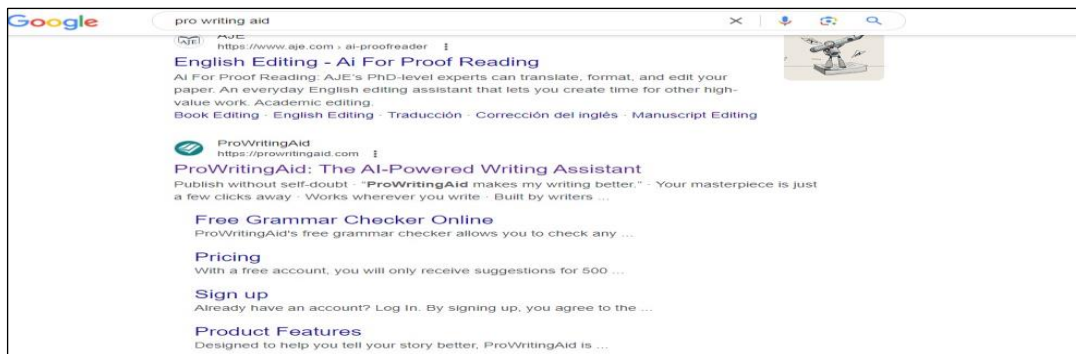 Google
pro writing aid
AJE
AJE
https://www.aje.com › ai-proofreader
English Editing - Ai For Proof Reading
Ai For Proof Reading: AJE's PhD-level experts can translate, format, and edit your
paper. An everyday English editing assistant that lets you create time for other high-
value work. Academic editing.
Book Editing · English Editing · Traducción · Corrección del inglés · Manuscript Editing
ProWritingAid
https://prowritingaid.com
ProWritingAid: The AI-Powered Writing Assistant
Publish without self-doubt · "ProWritingAid makes my writing better." · Your masterpiece is just
a few clicks away · Works wherever you write · Built by writers ...
Free Grammar Checker Online
ProWritingAid's free grammar checker allows you to check any ...
Pricing
With a free account, you will only receive suggestions for 500 ...
Sign up
Already have an account? Log In. By signing up, you agree to the ...
Product Features
Designed to help you tell your story better, ProWritingAid is ...